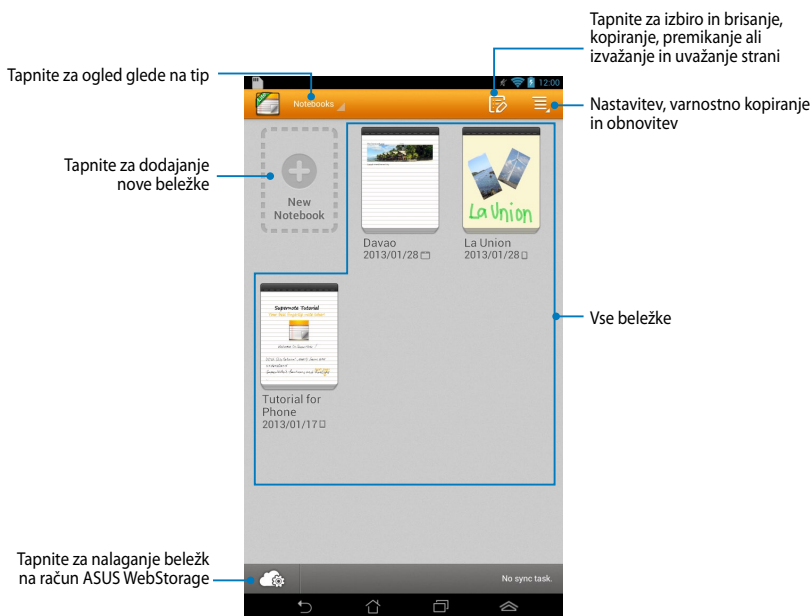 Tapnite za izbiro in brisanje,
kopiranje, premikanje ali
izvažanje in uvažanje strani
Tapnite za ogled glede na tip
12:00
Notebooks
Nastavitev, varnostno kopiranje
in obnovitev
Tapnite za dodajanje
nove beležke
New
Notebook
La Union
Davao
2013/01/28
La Union
2013/01/28
Vse beležke
Supernote Tutorial
Tutorial for
Phone
2013/01/17
Tapnite za nalaganje beležk
na račun ASUS WebStorage
No sync task.